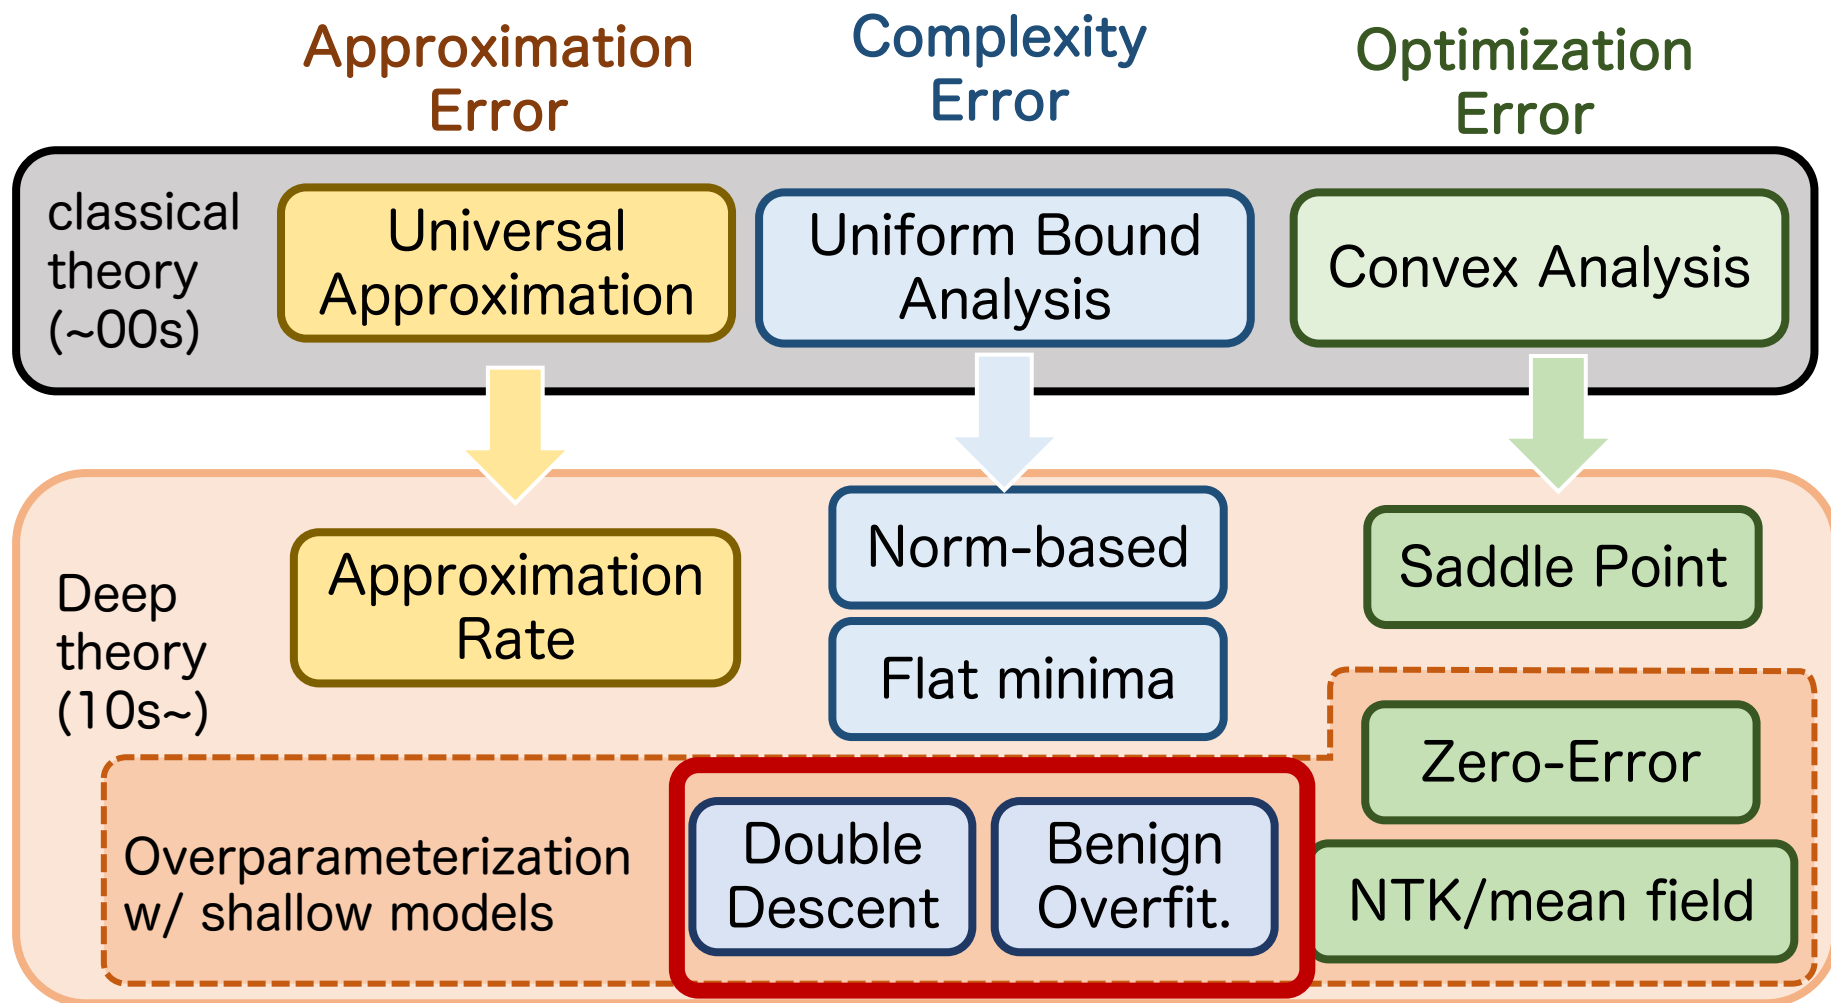 Approximation
Error
Complexity
Error
Optimization
Error
classical
theory
(~00s)
Universal
Approximation
Uniform Bound
Analysis
Convex Analysis
Deep
theory
(10s~)
Approximation
Rate
Norm-based
Flat minima
Saddle Point
Zero-Error
NTK/mean field
Overparameterization
w/ shallow models
Double
Descent
Benign
Overfit.